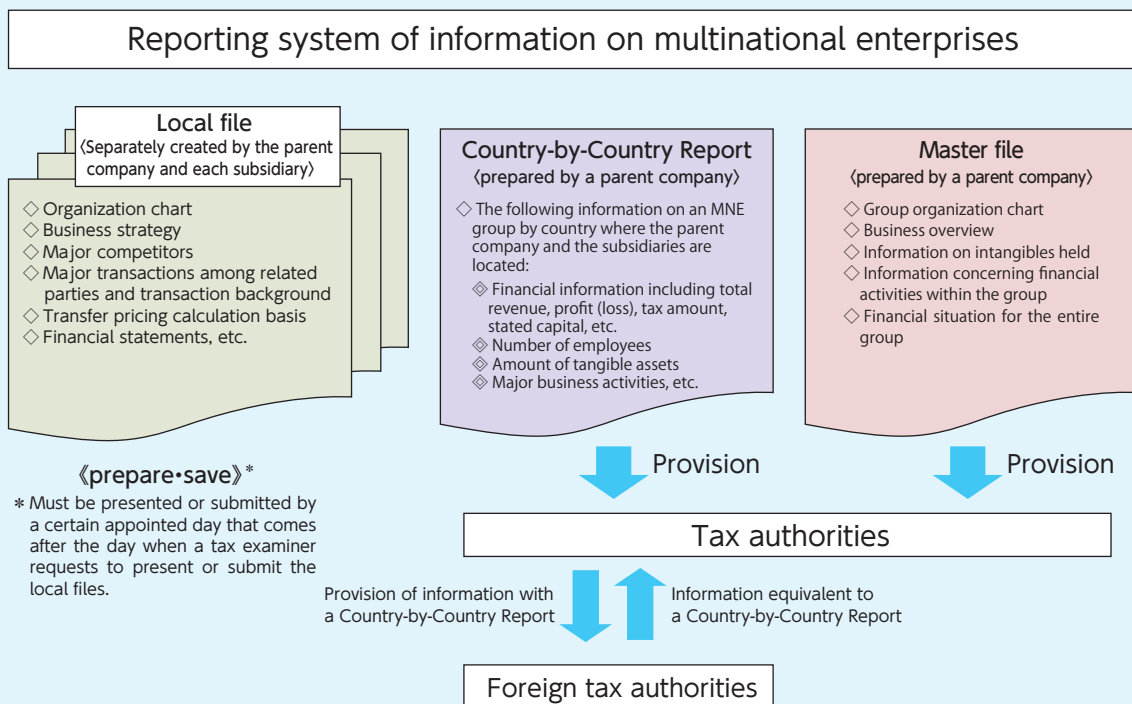 Reporting system of information on multinational enterprises
Local file
〈Separately created by the parent
company and each subsidiary〉
◇ Organization chart
◇ Business strategy
◇ Major competitors
◇ Major transactions among related
parties and transaction background
◇ Transfer pricing calculation basis
◇ Financial statements, etc.
《prepare•save》*
* Must be presented or submitted by
a certain appointed day that comes
after the day when a tax examiner
requests to present or submit the
local files.
Country-by-Country Report
〈prepared by a parent company〉
◇ The following information on an MNE
group by country where the parent
company and the subsidiaries are
located:
◈ Financial information including total
revenue, profit (loss), tax amount,
stated capital, etc.
◈ Number of employees
◈ Amount of tangible assets
◈ Major business activities, etc.
Master file
〈prepared by a parent company〉
◇ Group organization chart
◇ Business overview
◇ Information on intangibles held
◇ Information concerning financial
activities within the group
◇ Financial situation for the entire
group
Provision
Provision
Tax authorities
Provision of information with
a Country-by-Country Report
Information equivalent to
a Country-by-Country Report
Foreign tax authorities